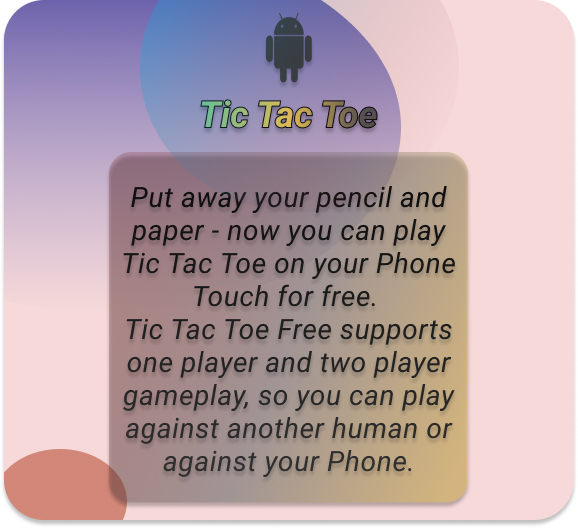 Tic Tac Toe
Put away your pencil and
paper - now you can play
Tic Tac Toe on your Phone
Touch for free.
Tic Tac Toe Free supports
one player and two player
gameplay, so you can play
against another human or
against your Phone.